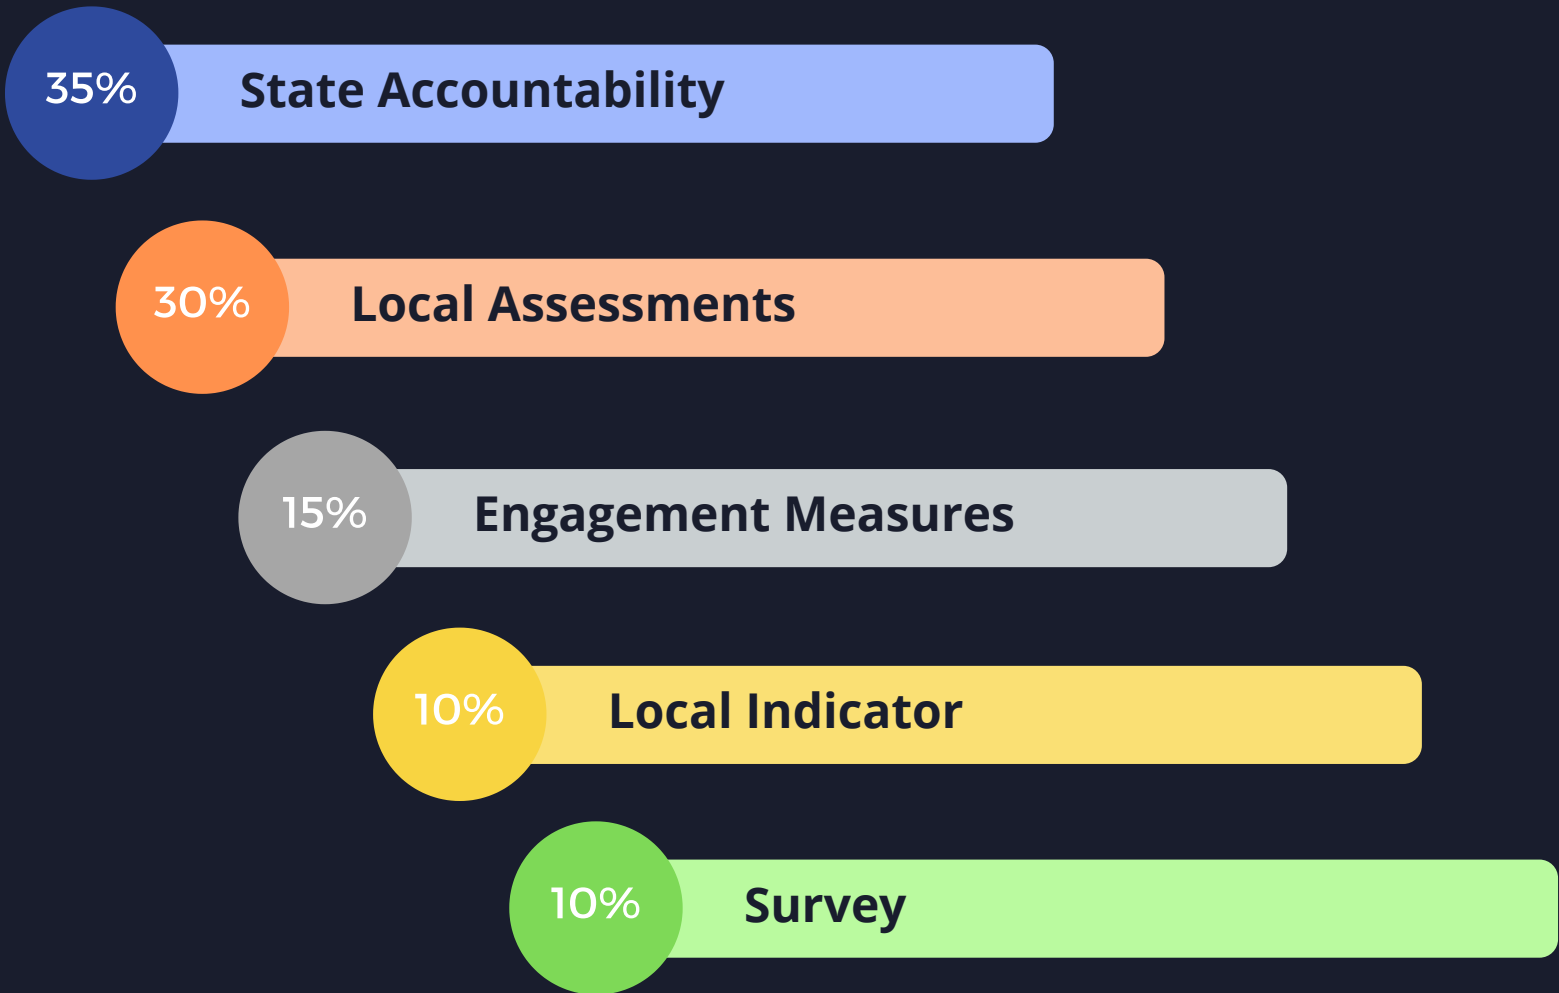 35%
State Accountability
30%
Local Assessments
15%
Engagement Measures
10%
Local Indicator
10%
Survey